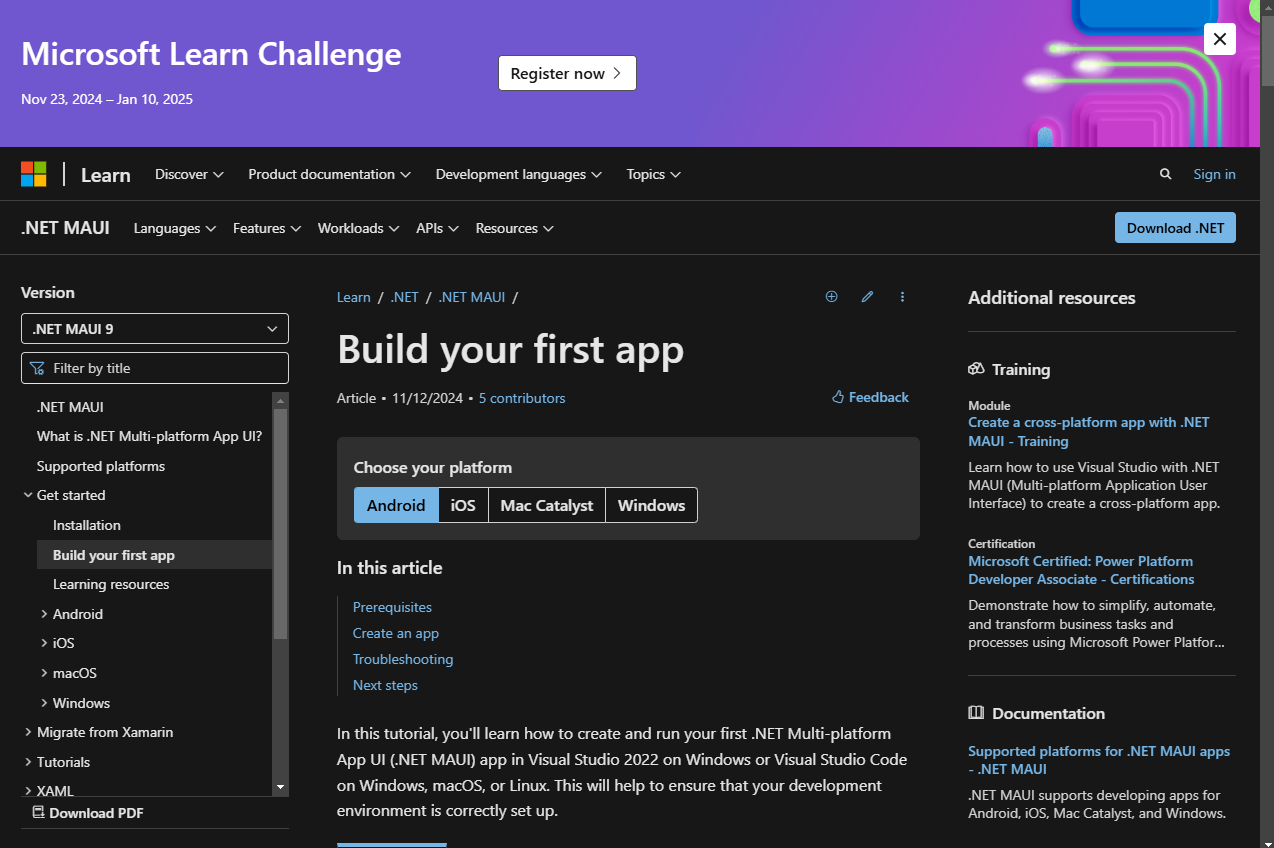 Microsoft Learn Challenge
Nov 23, 2024 – Jan 10, 2025
Register now
Learn
Discover
Product documentation
Development languages
Topics
Sign in
.NET MAUI
Languages
Features
Workloads
APIs
Resources
Download .NET
Version
.NET MAUI 9
Filter by title
.NET MAUI
What is .NET Multi-platform App UI?
Supported platforms
Get started
Installation
Build your first app
Learning resources
Android
iOS
macOS
Windows
Migrate from Xamarin
Tutorials
XAML
Download PDF
Learn / .NET / .NET MAUI /
Build your first app
Article • 11/12/2024 • 5 contributors
Feedback
Choose your platform
Android
iOS
Mac Catalyst
Windows
In this article
Prerequisites
Create an app
Troubleshooting
Next steps
In this tutorial, you'll learn how to create and run your first .NET Multi-platform
App UI (.NET MAUI) app in Visual Studio 2022 on Windows or Visual Studio Code
on Windows, macOS, or Linux. This will help to ensure that your development
environment is correctly set up.
Additional resources
Training
Module
Create a cross-platform app with .NET
MAUI - Training
Learn how to use Visual Studio with .NET
MAUI (Multi-platform Application User
Interface) to create a cross-platform app.
Certification
Microsoft Certified: Power Platform
Developer Associate - Certifications
Demonstrate how to simplify, automate,
and transform business tasks and
processes using Microsoft Power Platfor...
Documentation
Supported platforms for .NET MAUI apps
- .NET MAUI
.NET MAUI supports developing apps for
Android, iOS, Mac Catalyst, and Windows.